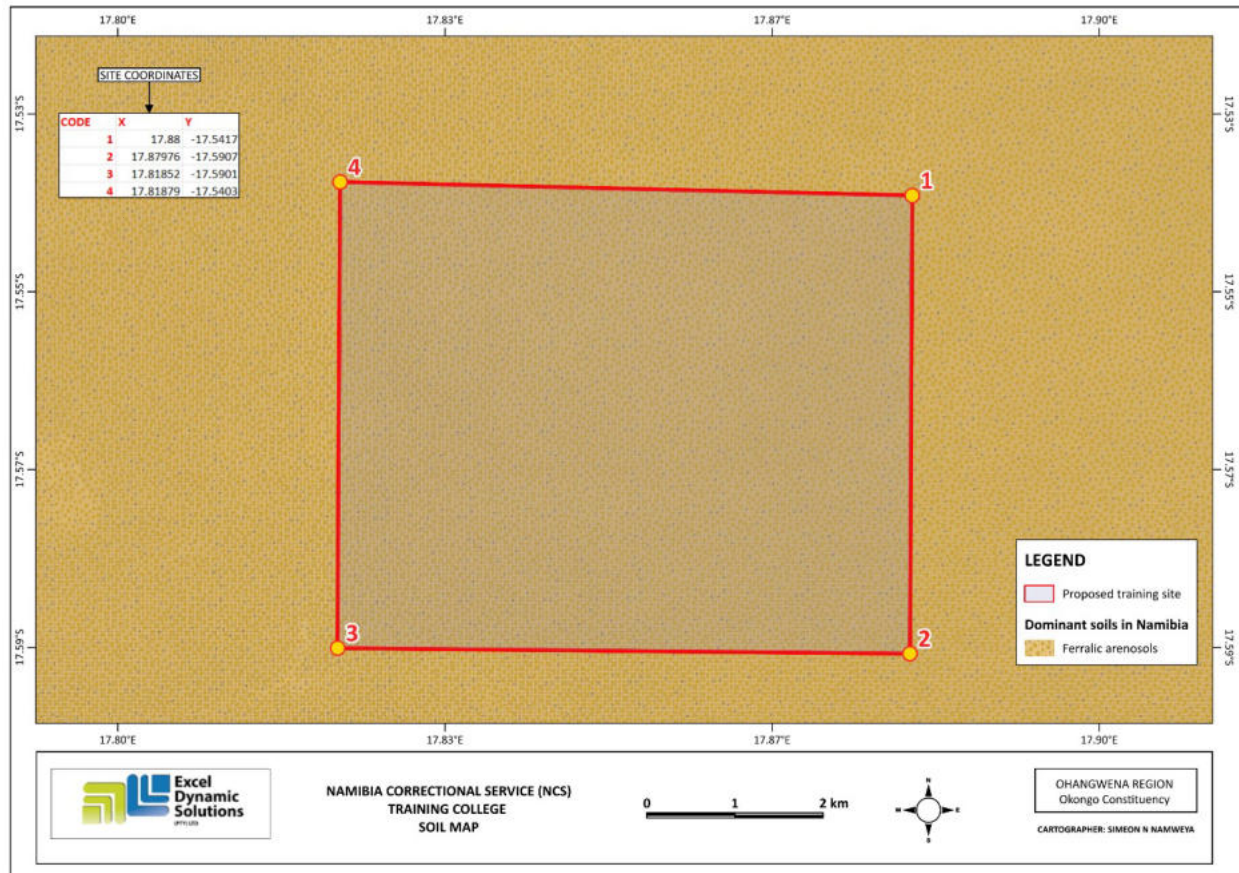 17.80°E 17.83°E 17.87°E 17.90°E
SITE COORDINATES
CODE X Y
1 17.88 -17.5417
2 17.87976 -17.5907
3 17.81852 -17.5901
4 17.81879 -17.5403
17.53°S 17.53°S
4 1
17.55°S 17.55°S
17.57°S 17.57°S
LEGEND
Proposed training site
Dominant soils in Namibia
Ferralic arenosols
3 2
17.59°S 17.59°S
17.80°E 17.83°E 17.87°E 17.90°E
Excel
Dynamic
Solutions
(PTY) LTD
NAMIBIA CORRECTIONAL SERVICE (NCS)
TRAINING COLLEGE
SOIL MAP
0 1 2 km
N
W E
S
OHANGWENA REGION
Okongo Constituency
CARTOGRAPHER: SIMEON N NAMWEYA